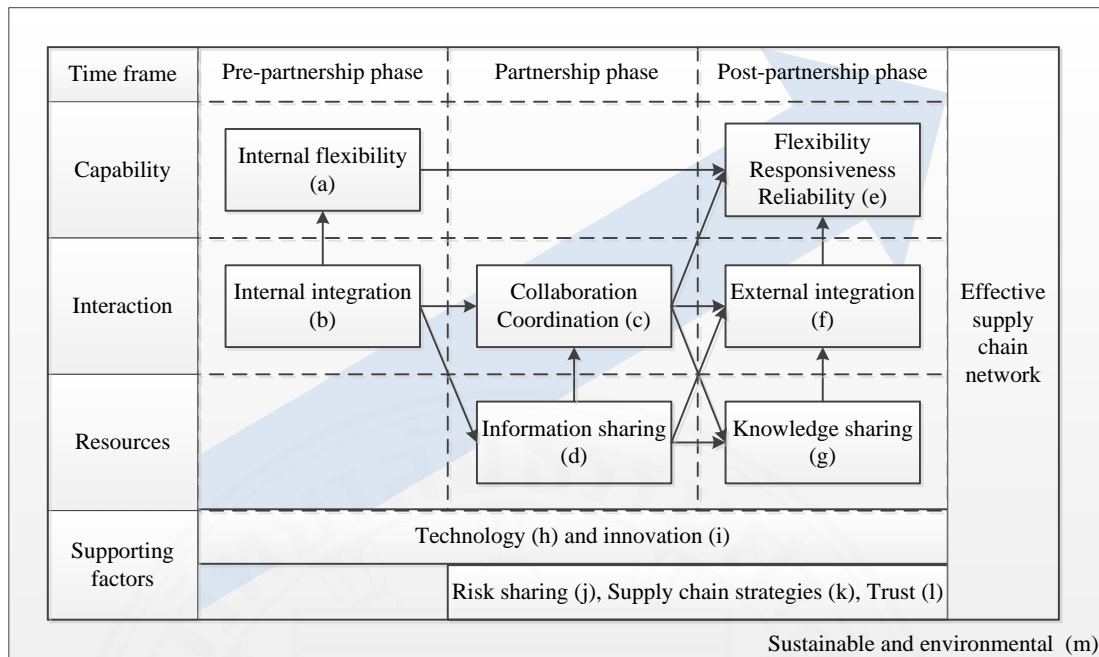 Time frame
Pre-partnership phase
Partnership phase
Post-partnership phase
Capability
Internal flexibility
(a)
Flexibility
Responsiveness
Reliability (e)
Interaction
Internal integration
(b)
Collaboration
Coordination (c)
External integration
(f)
Effective
supply
chain
network
Resources
Information sharing
(d)
Knowledge sharing
(g)
Supporting
factors
Technology (h) and innovation (i)
Risk sharing (j), Supply chain strategies (k), Trust (l)
Sustainable and environmental (m)